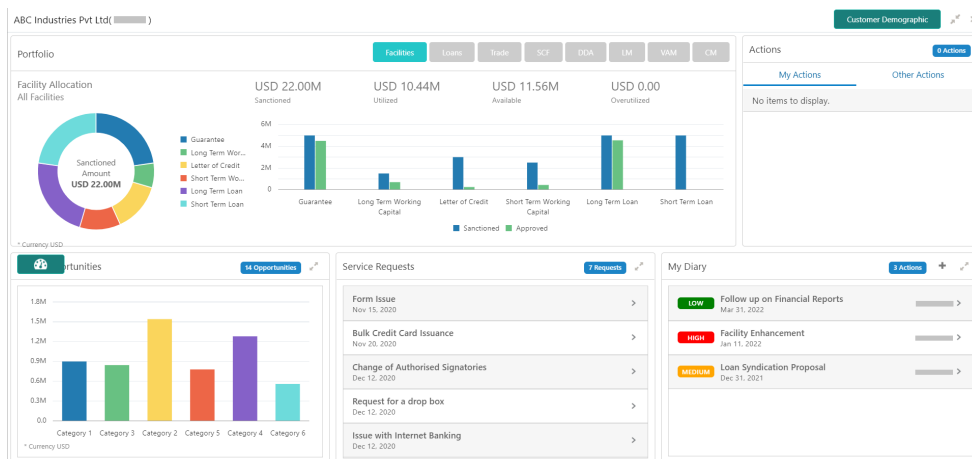 ABC Industries Pvt Ltd( )
Customer Demographic
Portfolio
Facilities
Loans
Trade
SCF
DDA
LM
VAM
CM
Facility Allocation
All Facilities
USD 22.00M
Sanctioned
USD 10.44M
Utilized
USD 11.56M
Available
USD 0.00
Overutilized
Sanctioned
Amount
USD 22.00M
Guarantee
Long Term Wor...
Letter of Credit
Short Term Wo...
Long Term Loan
Short Term Loan
* Currency USD
6M
4M
2M
0
Guarantee
Long Term Working
Capital
Letter of Credit
Short Term Working
Capital
Long Term Loan
Short Term Loan
Sanctioned
Approved
Actions
0 Actions
My Actions
Other Actions
No items to display.
ortunities
14 Opportunities
1.8M
1.5M
1.2M
0.9M
0.6M
0.3M
0.0
Category 1
Category 3
Category 2
Category 5
Category 4
Category 6
* Currency USD
Service Requests
7 Requests
Form Issue
Nov 15, 2020
Bulk Credit Card Issuance
Nov 20, 2020
Change of Authorised Signatories
Dec 12, 2020
Request for a drop box
Dec 12, 2020
Issue with Internet Banking
Dec 12, 2020
My Diary
3 Actions
LOW
Follow up on Financial Reports
Mar 31, 2022
HIGH
Facility Enhancement
Jan 11, 2022
MEDIUM
Loan Syndication Proposal
Dec 31, 2021